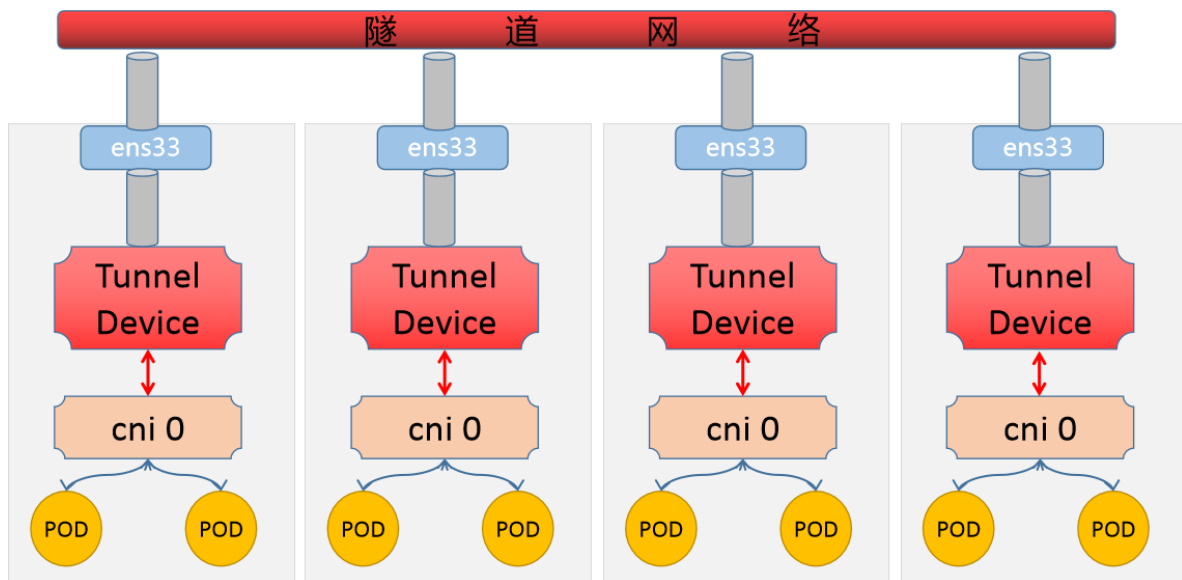 隧 道 网 络
ens33 ens33 ens33 ens33
Tunnel Device Tunnel Device Tunnel Device Tunnel Device
cni 0 cni 0 cni 0 cni 0
POD POD POD POD POD POD POD POD